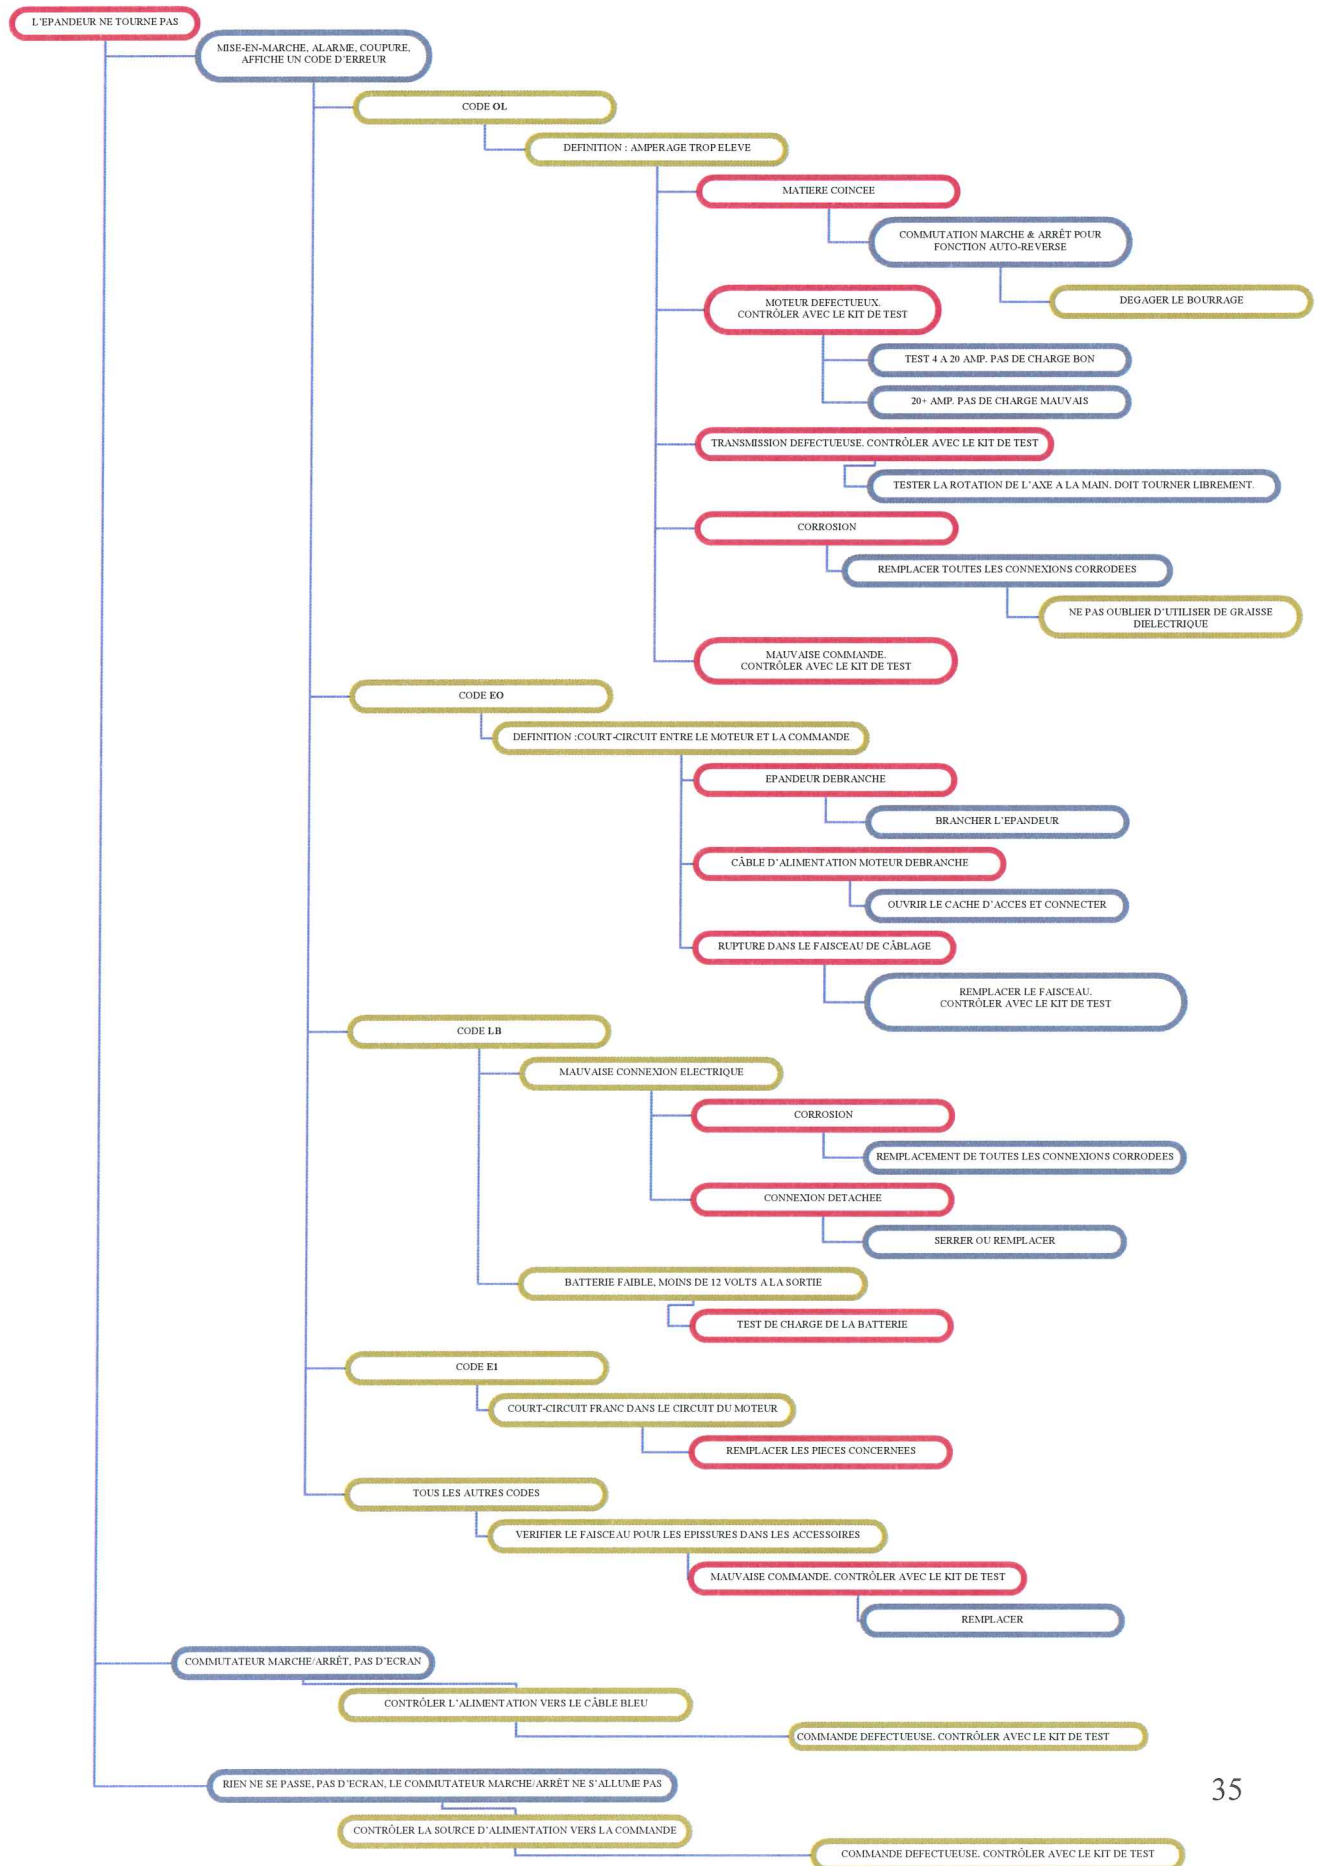 L'EPANDEUR NE TOURNE PAS
MISE-EN-MARCHE, ALARME, COUPURE,
AFFICHE UN CODE D'ERREUR
CODE OL
DEFINITION : AMPERAGE TROP ELEVE
MATIERE COINCEE
COMMUTATION MARCHE & ARRÊT POUR
FONCTION AUTO-REVERSE
DEGAGER LE BOURRAGE
MOTEUR DEFECTUEUX.
CONTRÔLER AVEC LE KIT DE TEST
TEST 4 A 20 AMP. PAS DE CHARGE BON
20+ AMP. PAS DE CHARGE MAUVAIS
TRANSMISSION DEFECTUEUSE. CONTRÔLER AVEC LE KIT DE TEST
TESTER LA ROTATION DE L'AXE A LA MAIN. DOIT TOURNER LIBREMENT.
CORROSION
REMPLACER TOUTES LES CONNEXIONS CORRODEES
NE PAS OUBLIER D'UTILISER DE GRAISSE
DIELECTRIQUE
MAUVAISE COMMANDE.
CONTRÔLER AVEC LE KIT DE TEST
CODE EO
DEFINITION :COURT-CIRCUIT ENTRE LE MOTEUR ET LA COMMANDE
EPANDEUR DEBRANCHE
BRANCHER L'EPANDEUR
CÂBLE D'ALIMENTATION MOTEUR DEBRANCHE
OUVRIR LE CACHE D'ACCES ET CONNECTER
RUPTURE DANS LE FAISCEAU DE CÂBLAGE
REMPLACER LE FAISCEAU.
CONTRÔLER AVEC LE KIT DE TEST
CODE LB
MAUVAISE CONNEXION ELECTRIQUE
CORROSION
REMPLACEMENT DE TOUTES LES CONNEXIONS CORRODEES
CONNEXION DETACHEE
SERRER OU REMPLACER
BATTERIE FAIBLE, MOINS DE 12 VOLTS A LA SORTIE
TEST DE CHARGE DE LA BATTERIE
CODE E1
COURT-CIRCUIT FRANC DANS LE CIRCUIT DU MOTEUR
REMPLACER LES PIECES CONCERNEES
TOUS LES AUTRES CODES
VERIFIER LE FAISCEAU POUR LES EPISSURES DANS LES ACCESSOIRES
MAUVAISE COMMANDE. CONTRÔLER AVEC LE KIT DE TEST
REMPLACER
COMMUTATEUR MARCHE/ARRÊT, PAS D'ECRAN
CONTRÔLER L'ALIMENTATION VERS LE CÂBLE BLEU
COMMANDE DEFECTUEUSE. CONTRÔLER AVEC LE KIT DE TEST
RIEN NE SE PASSE, PAS D'ECRAN, LE COMMUTATEUR MARCHE/ARRÊT NE S'ALLUME PAS
35
CONTRÔLER LA SOURCE D'ALIMENTATION VERS LA COMMANDE
COMMANDE DEFECTUEUSE. CONTRÔLER AVEC LE KIT DE TEST